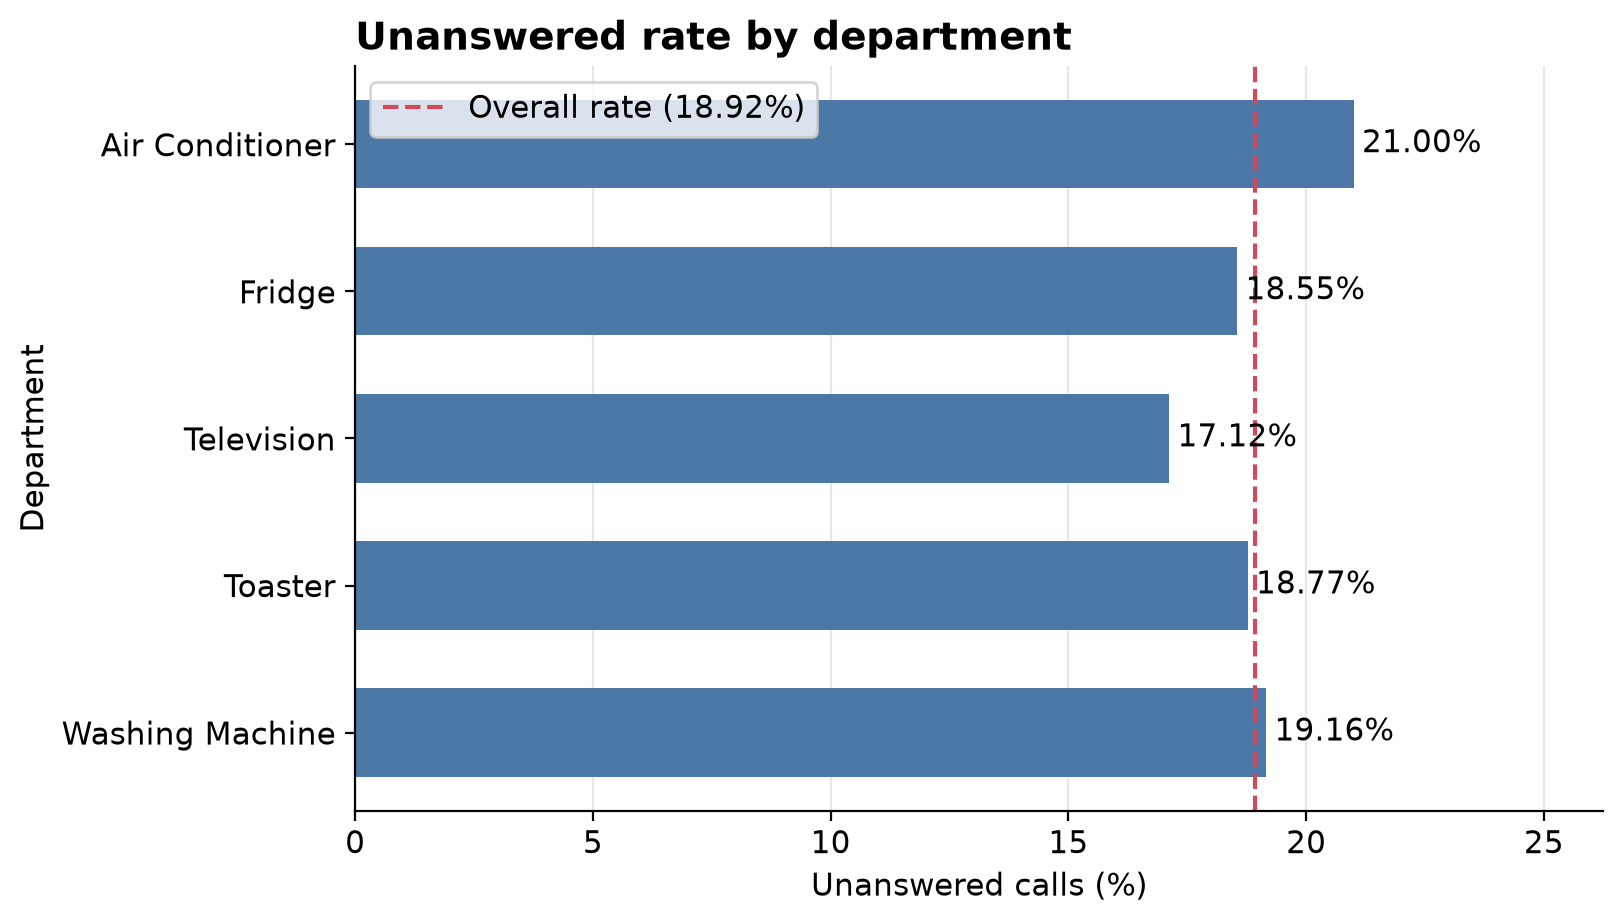 Unanswered rate by department
Overall rate (18.92%)
Air Conditioner
21.00%
Fridge
18.55%
Television
17.12%
Toaster
18.77%
Washing Machine
19.16%
Department
0
5
10
15
20
25
Unanswered calls (%)